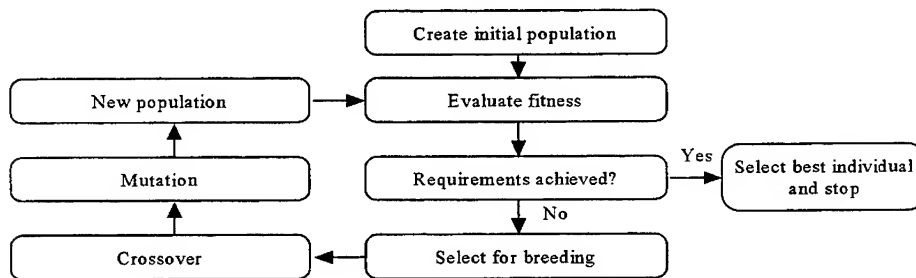 Create initial population
New population
Evaluate fitness
Yes
Mutation
Requirements achieved?
Select best individual
and stop
No
Crossover
Select for breeding